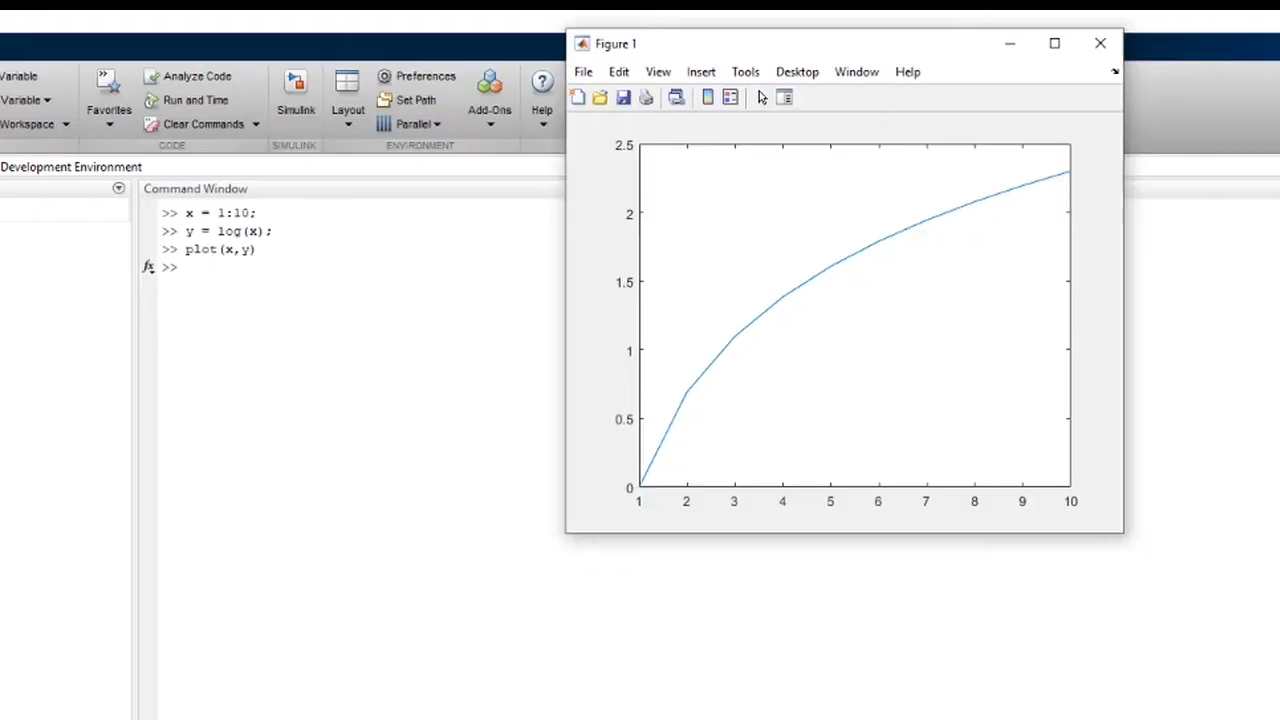 Figure 1
File Edit View Insert Tools Desktop Window Help
Variable
Variable
Workspace
Favorites
Analyze Code
Run and Time
Clear Commands
CODE
Simulink
SIMULINK
Layout
Preferences
Set Path
Parallel
Add-Ons
Help
ENVIRONMENT
Development Environment
Command Window
>> x = 1:10;
>> y = log(x);
>> plot(x,y)
fx >>
2.5
2
1.5
1
0.5
0
1 2 3 4 5 6 7 8 9 10